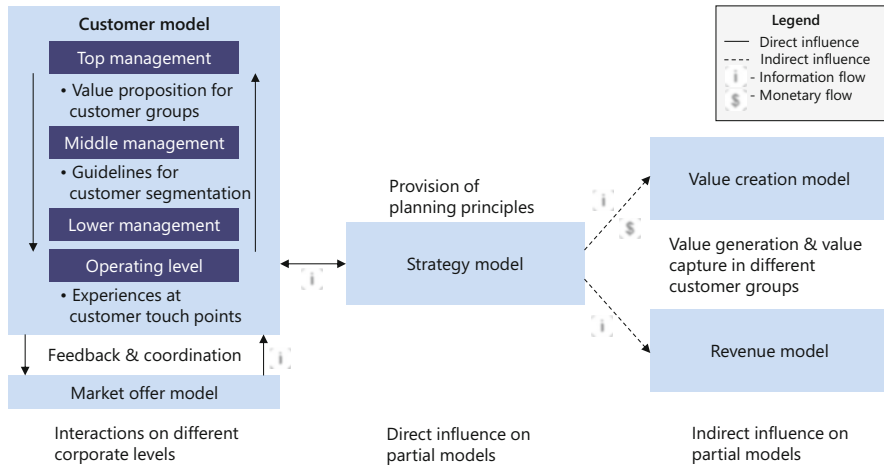 Customer model
Top management
• Value proposition for
customer groups
Middle management
• Guidelines for
customer segmentation
Lower management
Operating level
• Experiences at
customer touch points
Feedback & coordination
i
Market offer model
Interactions on different
corporate levels
i
Provision of
planning principles
Strategy model
Direct influence on
partial models
Legend
Direct influence
Indirect influence
i - Information flow
$ - Monetary flow
i
$
i
Value creation model
Value generation & value
capture in different
customer groups
Revenue model
Indirect influence on
partial models